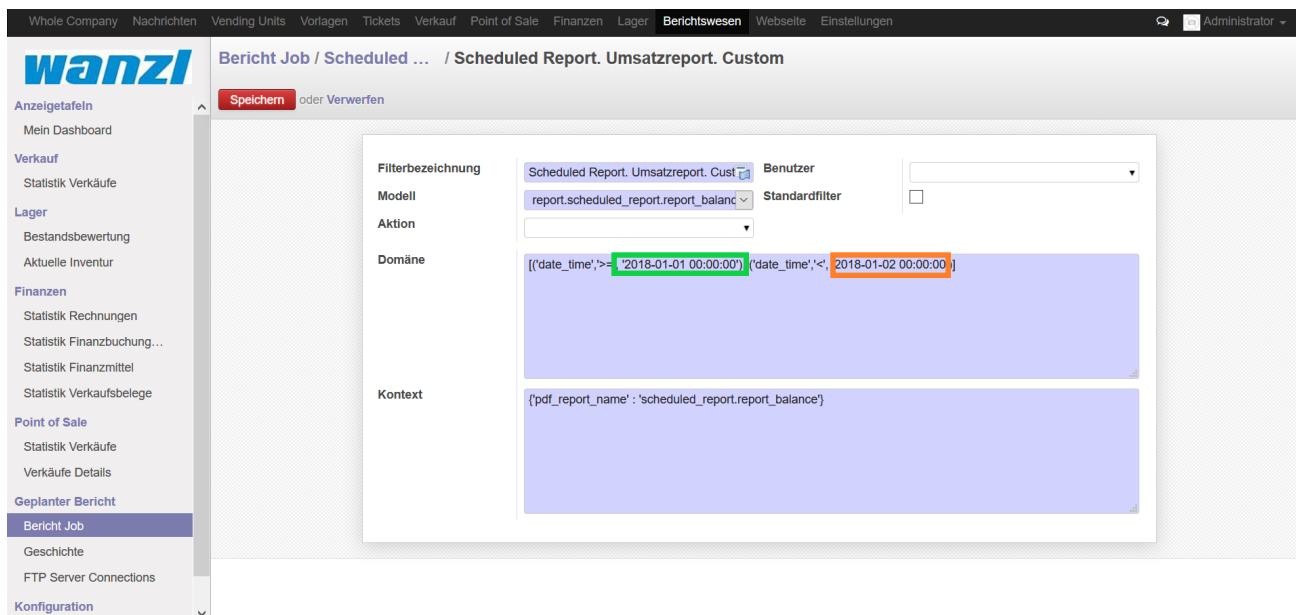 Whole Company Nachrichten Vending Units Vorlagen Tickets Verkauf Point of Sale Finanzen Lager Berichtswesen Webseite Einstellungen Administrator
wanzl
Bericht Job / Scheduled ... / Scheduled Report. Umsatzreport. Custom
Speichern oder Verwerfen
Anzeigetafeln
Mein Dashboard
Verkauf
Statistik Verkäufe
Lager
Bestandsbewertung
Aktuelle Inventur
Finanzen
Statistik Rechnungen
Statistik Finanzbuchung...
Statistik Finanzmittel
Statistik Verkaufsbelege
Point of Sale
Statistik Verkäufe
Verkäufe Details
Geplanter Bericht
Bericht Job
Geschichte
FTP Server Connections
Konfiguration
Filterbezeichnung Scheduled Report. Umsatzreport. Cust Benutzer
Modell report.scheduled_report.report_balanc Standardfilter
Aktion
Domäne [('date_time','>= '2018-01-01 00:00:00') ('date_time','<', 2018-01-02 00:00:00 )]
Kontext {'pdf_report_name' : 'scheduled_report.report_balance'}